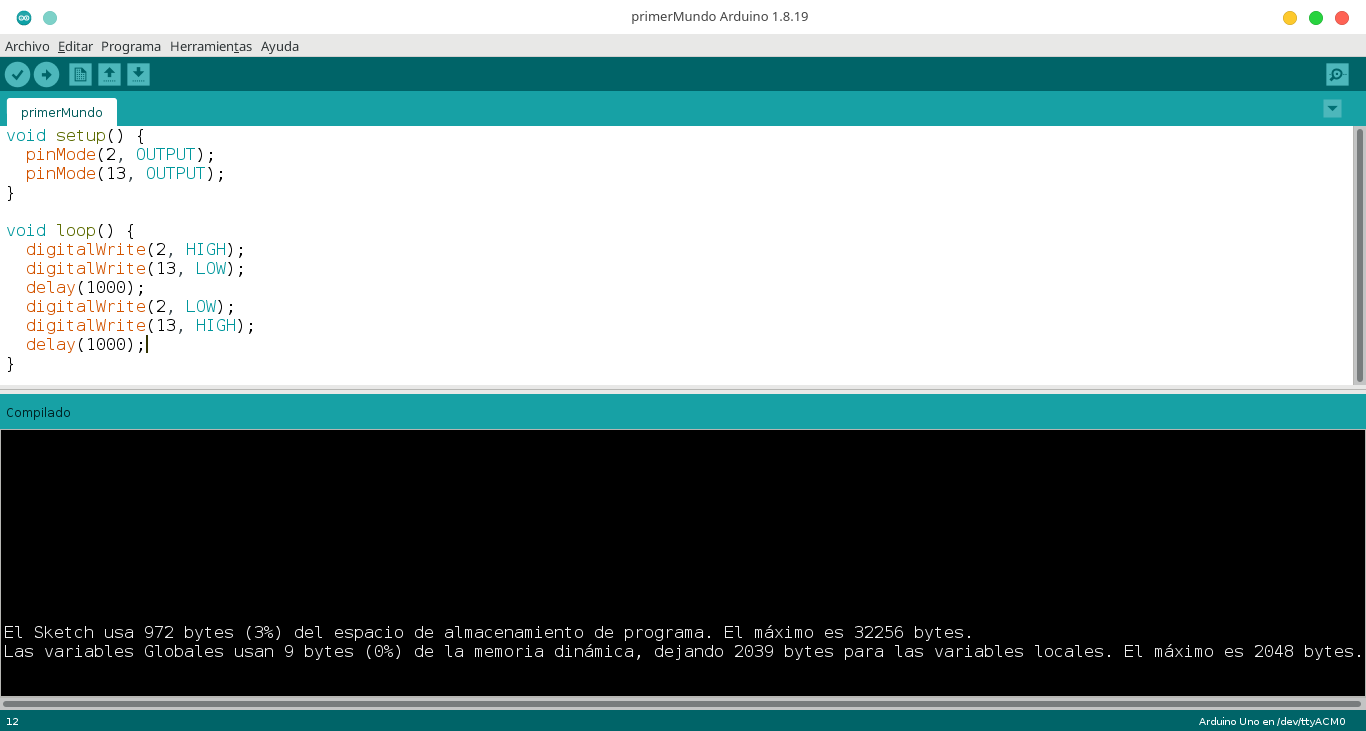 primerMundo Arduino 1.8.19
Archivo Editar Programa Herramientas Ayuda
primerMundo
void setup() {
  pinMode(2, OUTPUT);
  pinMode(13, OUTPUT);
}

void loop() {
  digitalWrite(2, HIGH);
  digitalWrite(13, LOW);
  delay(1000);
  digitalWrite(2, LOW);
  digitalWrite(13, HIGH);
  delay(1000);
}
Compilado
El Sketch usa 972 bytes (3%) del espacio de almacenamiento de programa. El máximo es 32256 bytes.
Las variables Globales usan 9 bytes (0%) de la memoria dinámica, dejando 2039 bytes para las variables locales. El máximo es 2048 bytes.
12
Arduino Uno en /dev/ttyACM0